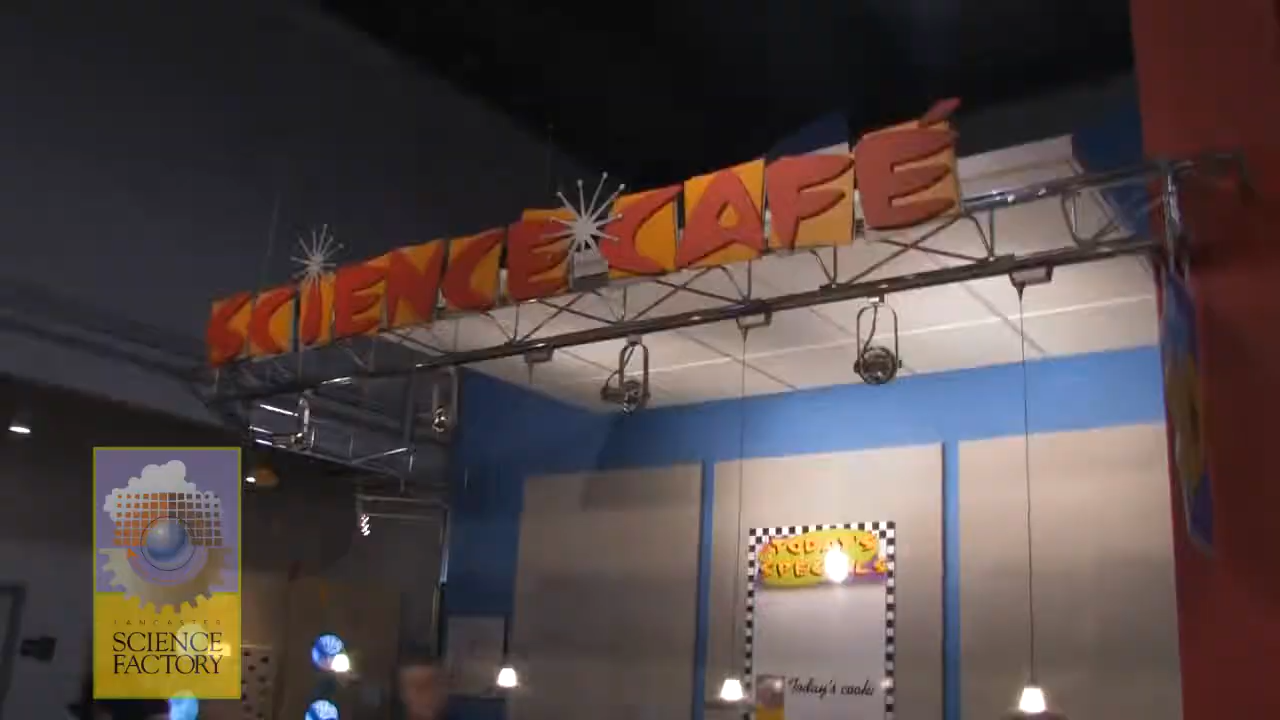 SCIENCE CAFÉ
TODAY'S
SPECIALS
Today's cook:
LANCASTER
SCIENCE
FACTORY